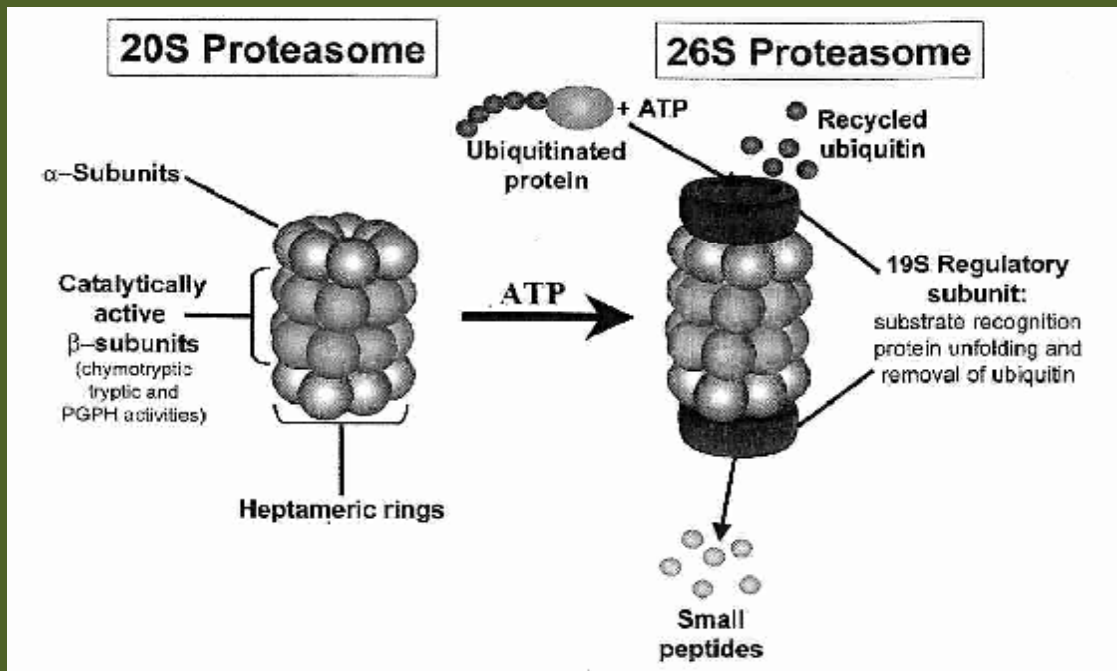 20S Proteasome
26S Proteasome
+ ATP
Ubiquitinated
protein
Recycled
ubiquitin
α–Subunits
Catalytically
active
β–subunits
(chymotryptic
tryptic and
PGPH activities)
ATP
19S Regulatory
subunit:
substrate recognition
protein unfolding and
removal of ubiquitin
Heptameric rings
Small
peptides